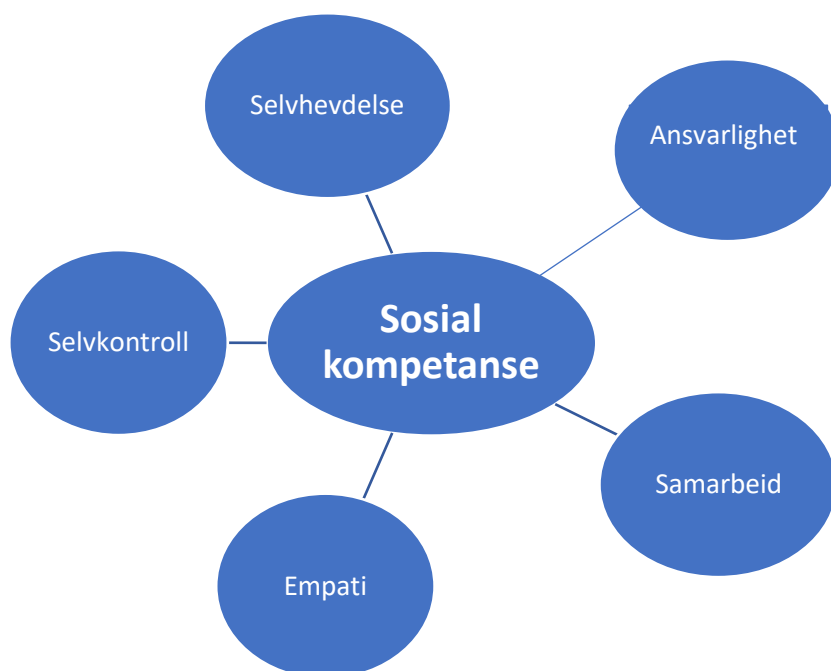 Selvhevdelse
Ansvarlighet
Sosial
kompetanse
Selvkontroll
Samarbeid
Empati